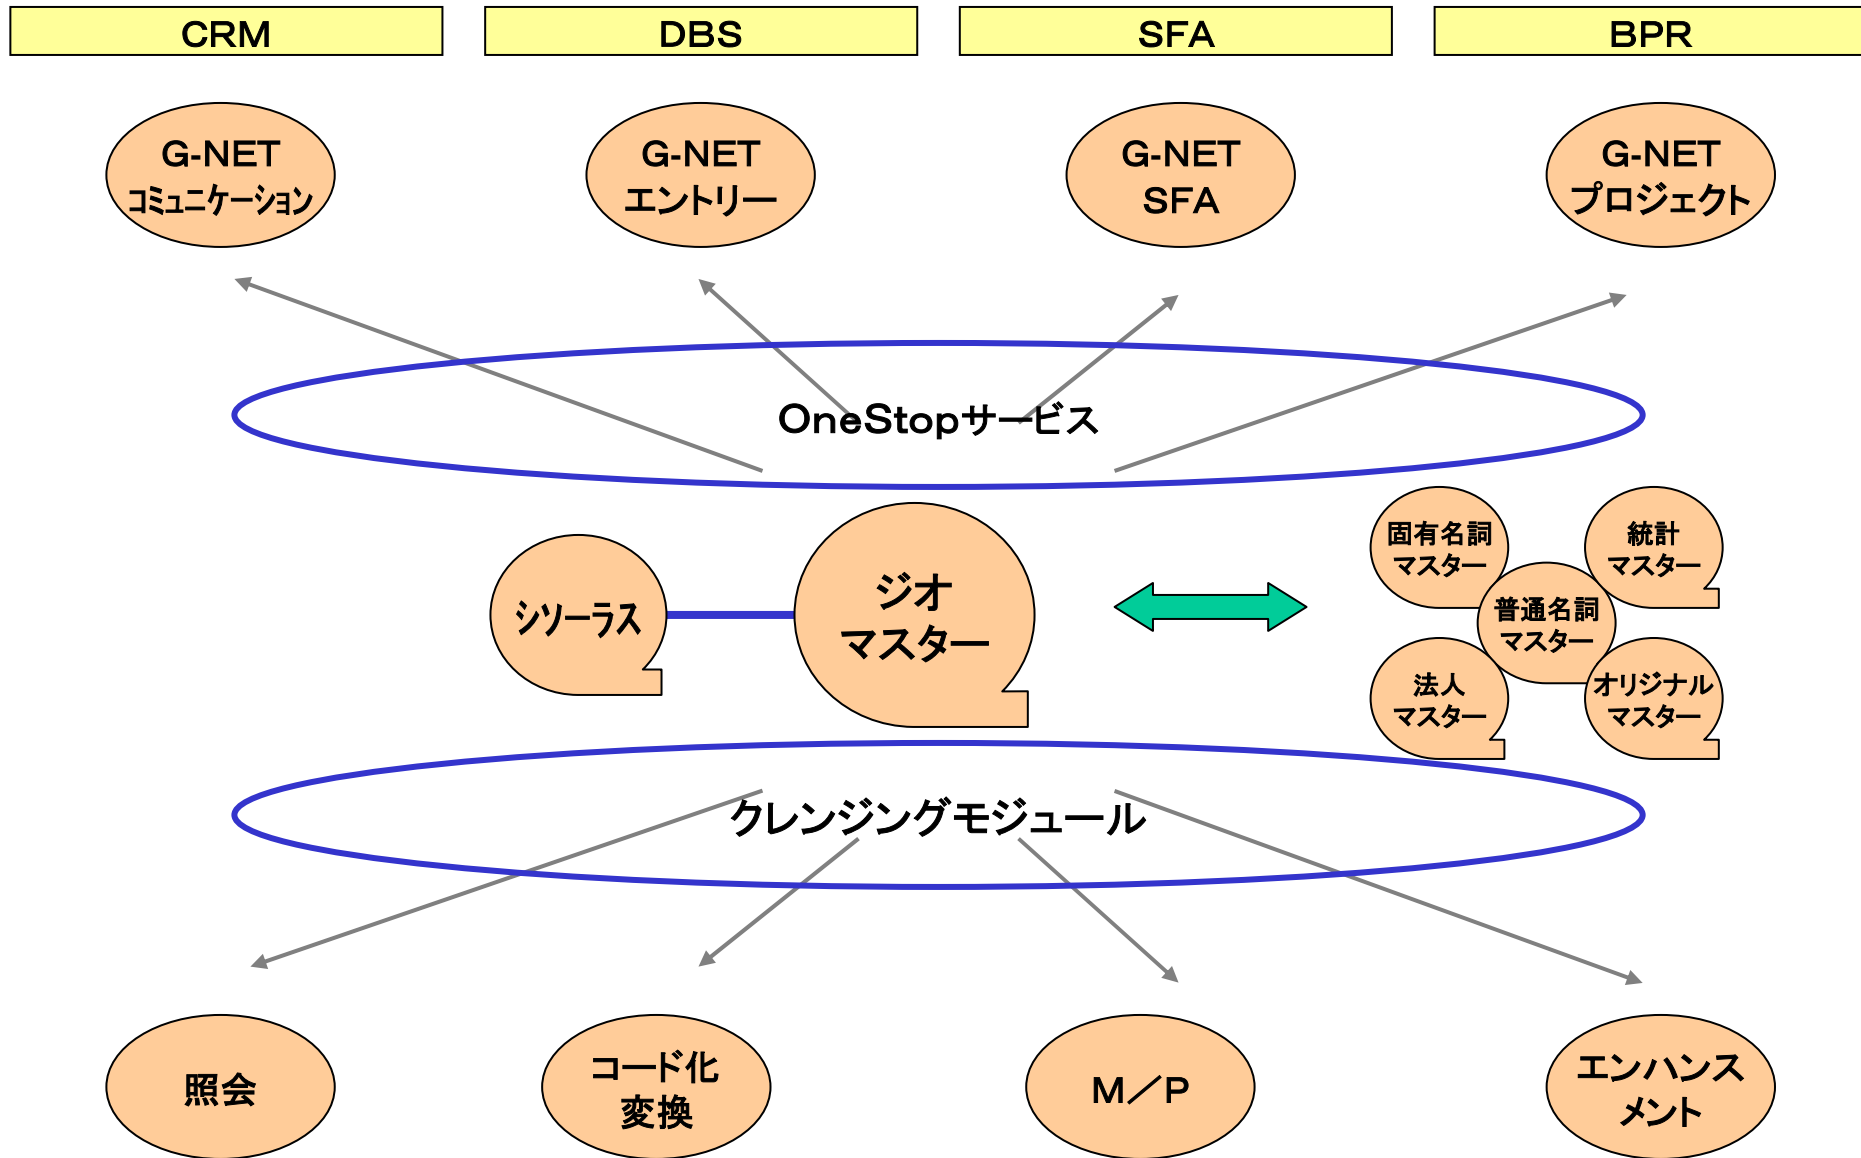 CRM
DBS
SFA
BPR
G-NET
コミュニケーション
G-NET
エントリー
G-NET
SFA
G-NET
プロジェクト
OneStopサービス
シソーラス
ジオ
マスター
固有名詞
マスター
統計
マスター
普通名詞
マスター
法人
マスター
オリジナル
マスター
クレンジングモジュール
照会
コード化
変換
M／P
エンハンス
メント